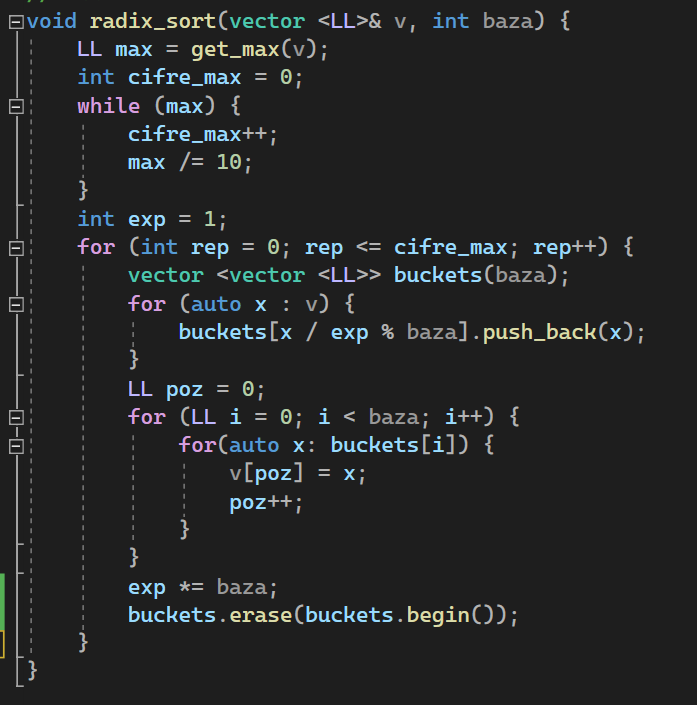 void radix_sort(vector <LL>& v, int baza) {
    LL max = get_max(v);
    int cifre_max = 0;
    while (max) {
        cifre_max++;
        max /= 10;
    }
    int exp = 1;
    for (int rep = 0; rep <= cifre_max; rep++) {
        vector <vector <LL>> buckets(baza);
        for (auto x : v) {
            buckets[x / exp % baza].push_back(x);
        }
        LL poz = 0;
        for (LL i = 0; i < baza; i++) {
            for(auto x: buckets[i]) {
                v[poz] = x;
                poz++;
            }
        }
        exp *= baza;
        buckets.erase(buckets.begin());
    }
}